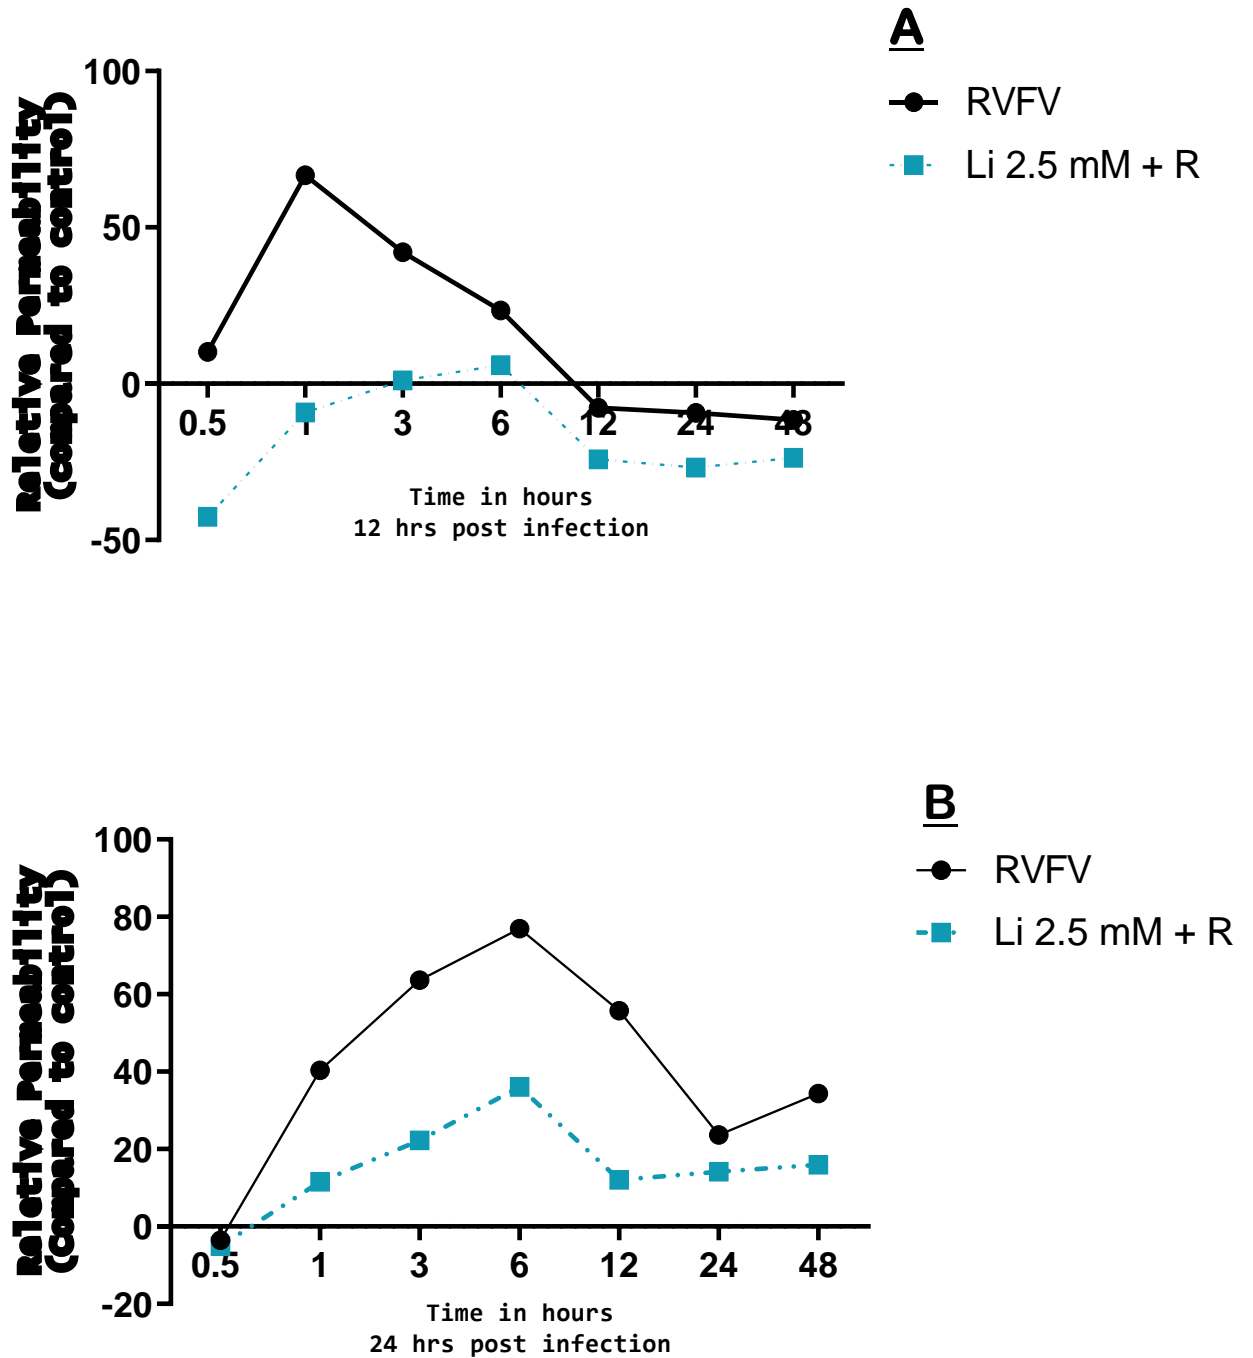 A
RVFV
Li 2.5 mM + R
Reletive Permeability
(compared to control)
100
50
0
-50
0.5 1 3 6 12 24 48
Time in hours
12 hrs post infection
B
RVFV
Li 2.5 mM + R
Reletive Permeability
(compared to control)
100
80
60
40
20
0
-20
0.5 1 3 6 12 24 48
Time in hours
24 hrs post infection